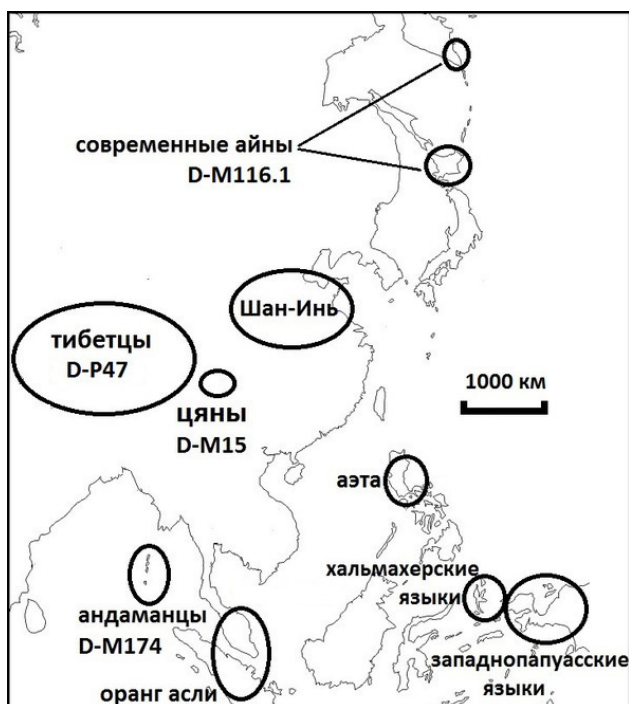 современные айны
D-M116.1
Шан-Инь
тибетцы
D-P47
1000 км
цяны
D-M15
аэта
хальмахерские
языки
андаманцы
D-M174
западнопапуасские
языки
оранг асли